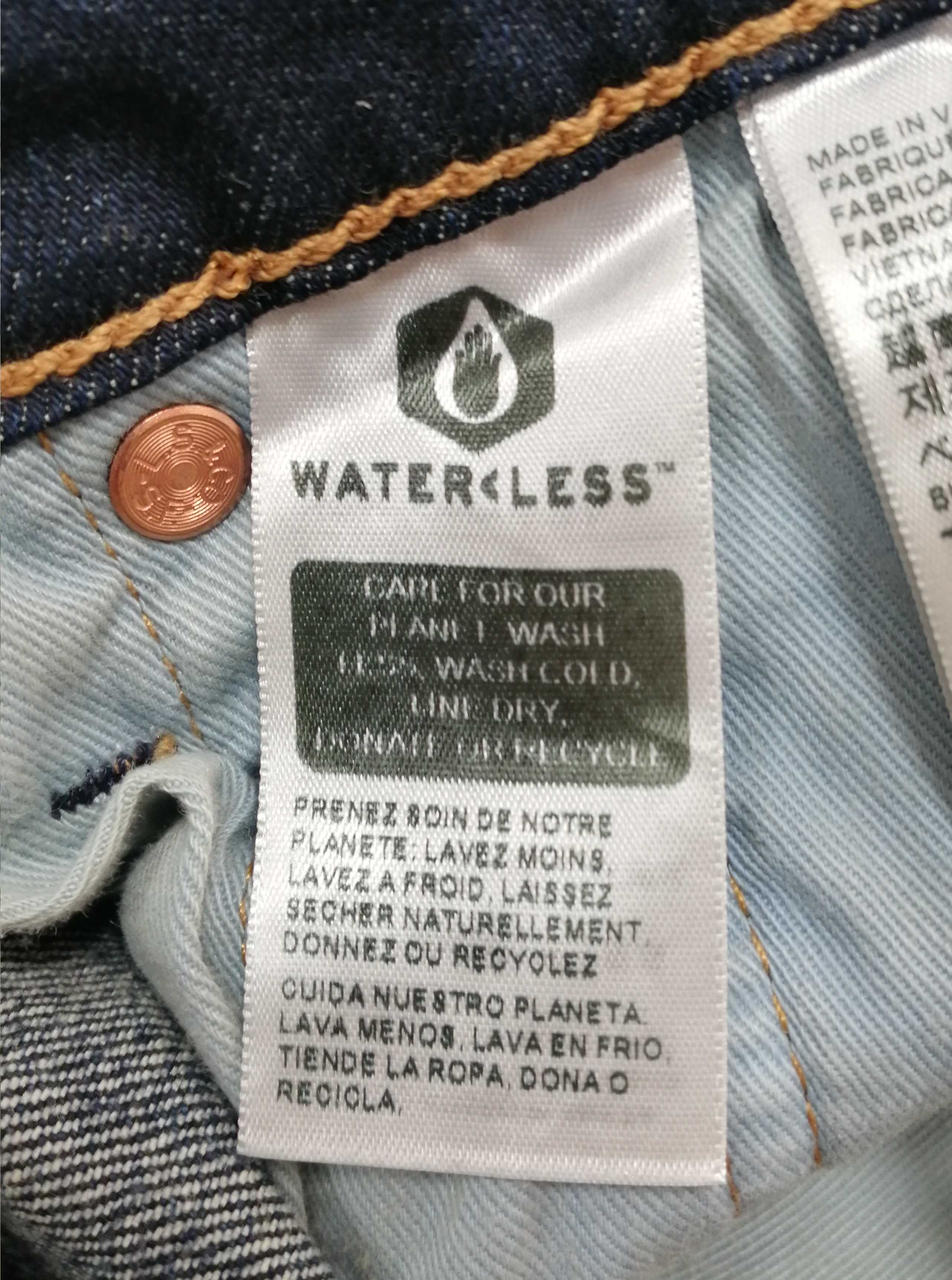 WATER<LESS™
CARE FOR OUR
PLANET: WASH
LESS, WASH COLD,
LINE DRY,
DONATE OR RECYCLE
PRENEZ SOIN DE NOTRE
PLANETE: LAVEZ MOINS,
LAVEZ A FROID, LAISSEZ
SECHER NATURELLEMENT,
DONNEZ OU RECYCLEZ
CUIDA NUESTRO PLANETA.
LAVA MENOS, LAVA EN FRIO,
TIENDE LA ROPA, DONA O
RECICLA.
MADE IN V
FABRIQU
FABRICA
FABRIC
VIETNA